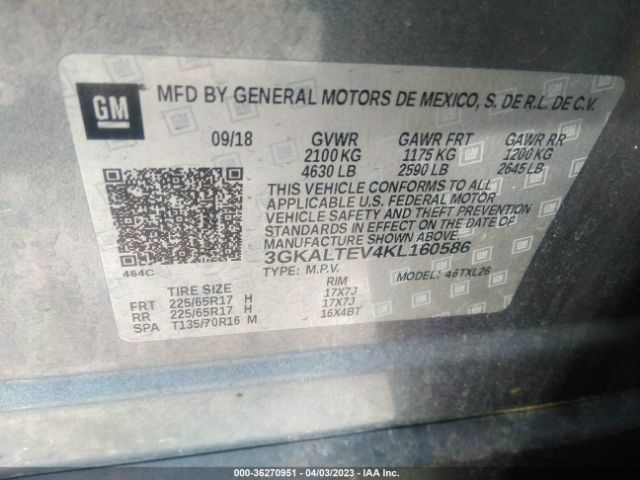 GM
MFD BY GENERAL MOTORS DE MEXICO, S. DE R.L. DE C.V.
09/18 GVWR GAWR FRT GAWR RR
2100 KG 1175 KG 1200 KG
4630 LB 2590 LB 2645 LB
THIS VEHICLE CONFORMS TO ALL
APPLICABLE U.S. FEDERAL MOTOR
VEHICLE SAFETY AND THEFT PREVENTION
STANDARDS IN EFFECT ON THE DATE OF
MANUFACTURE SHOWN ABOVE.
3GKALTEV4KL160586
464C TYPE: M.P.V. MODEL: 46TXL26
TIRE SIZE RIM
FRT 225/65R17 H 17X7J
RR 225/65R17 H 17X7J
SPA T135/70R16 M 16X4BT
000-36270951 - 04/03/2023 - IAA Inc.